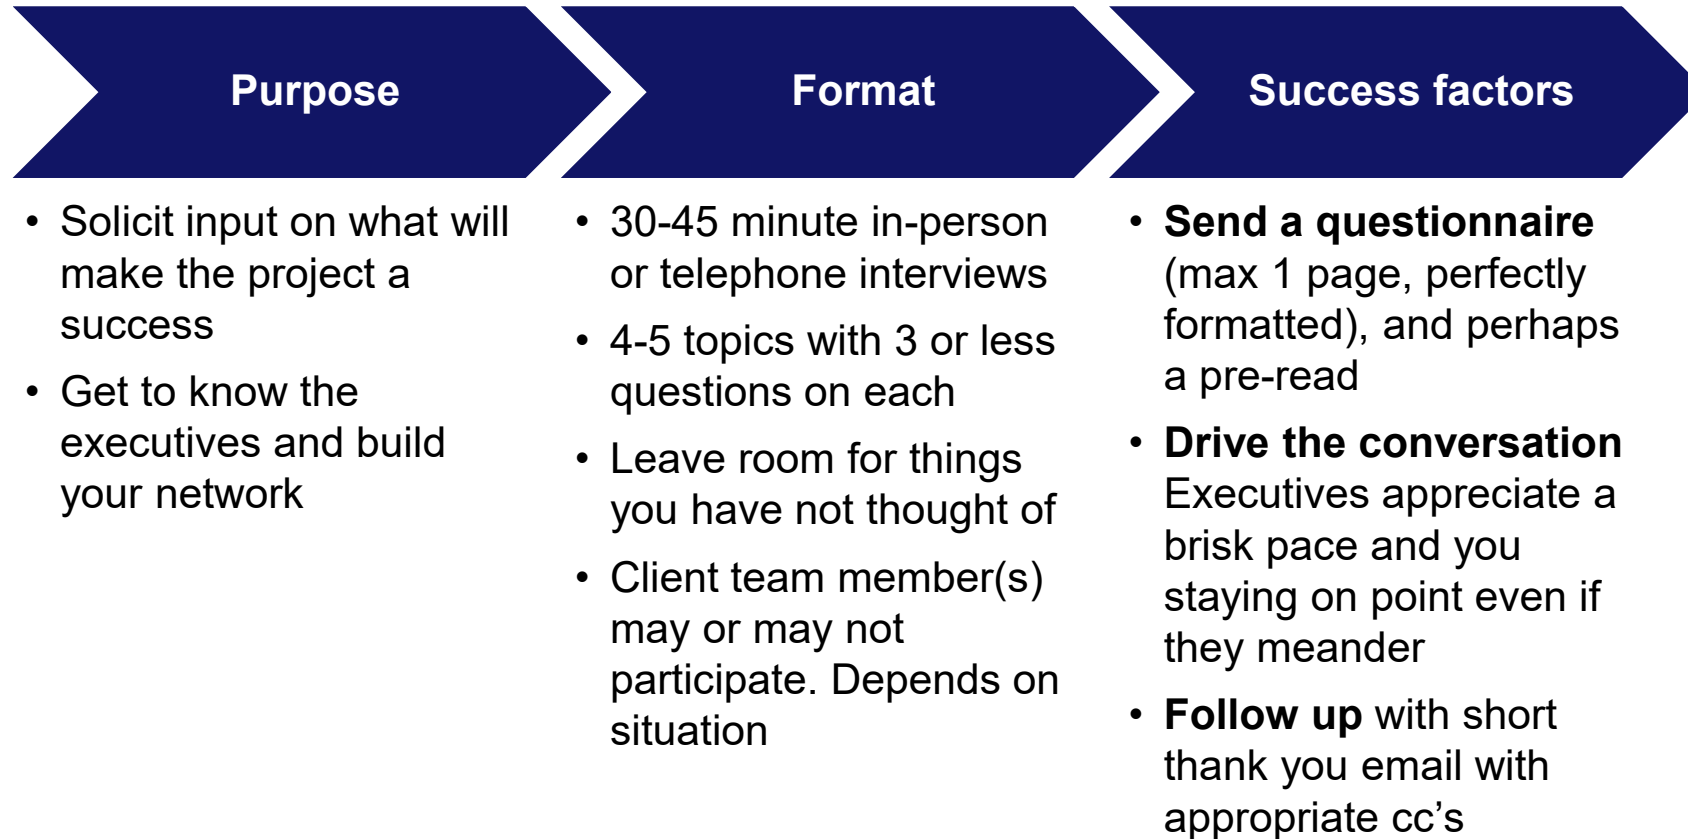 Purpose
Format
Success factors
• Solicit input on what will
make the project a
success
• Get to know the
executives and build
your network
• 30-45 minute in-person
or telephone interviews
• 4-5 topics with 3 or less
questions on each
• Leave room for things
you have not thought of
• Client team member(s)
may or may not
participate. Depends on
situation
• Send a questionnaire
(max 1 page, perfectly
formatted), and perhaps
a pre-read
• Drive the conversation
Executives appreciate a
brisk pace and you
staying on point even if
they meander
• Follow up with short
thank you email with
appropriate cc’s